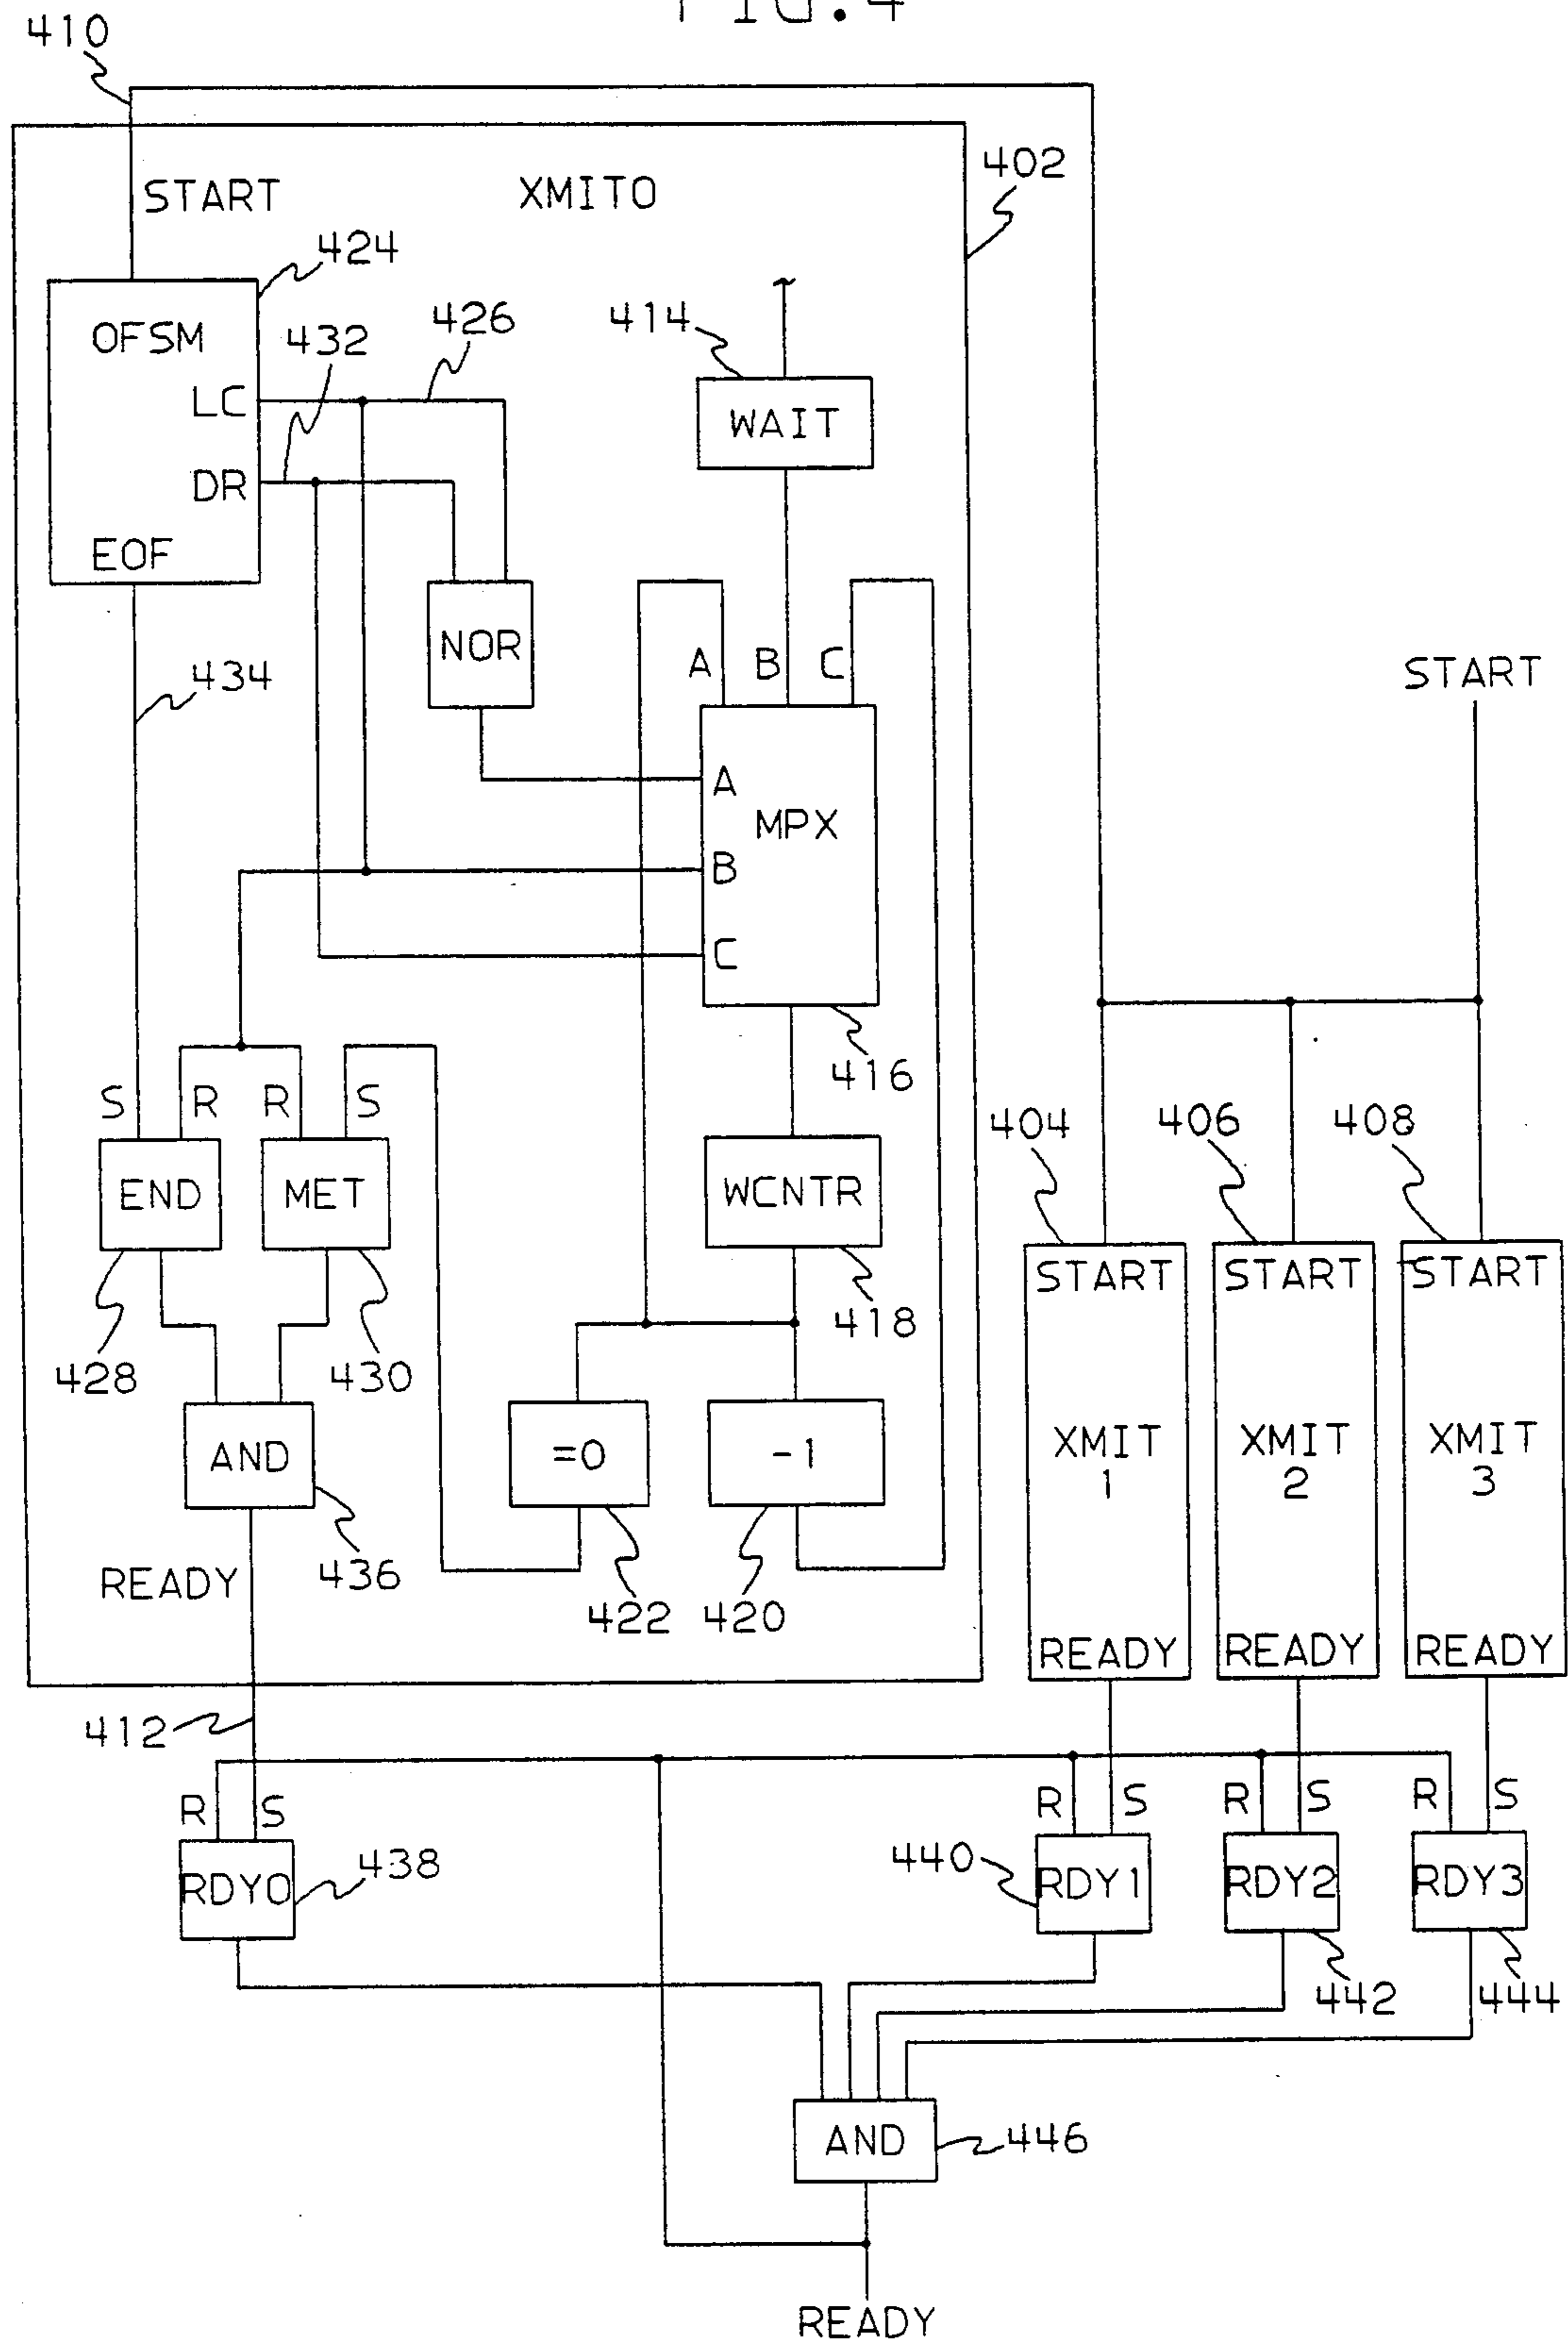 FIG.4
410
START
XMIT0
402
424
OFSM
432
426
414
LC
WAIT
DR
EOF
NOR
434
A
B
C
START
A
MPX
B
C
416
S
R
R
S
404
406
408
END
MET
WCNTR
START
START
START
418
428
430
AND
=0
-1
XMIT
1
XMIT
2
XMIT
3
436
READY
422
420
READY
READY
READY
412
R
S
R
S
R
S
R
S
RDY0
438
440
RDY1
RDY2
RDY3
442
444
AND
446
READY